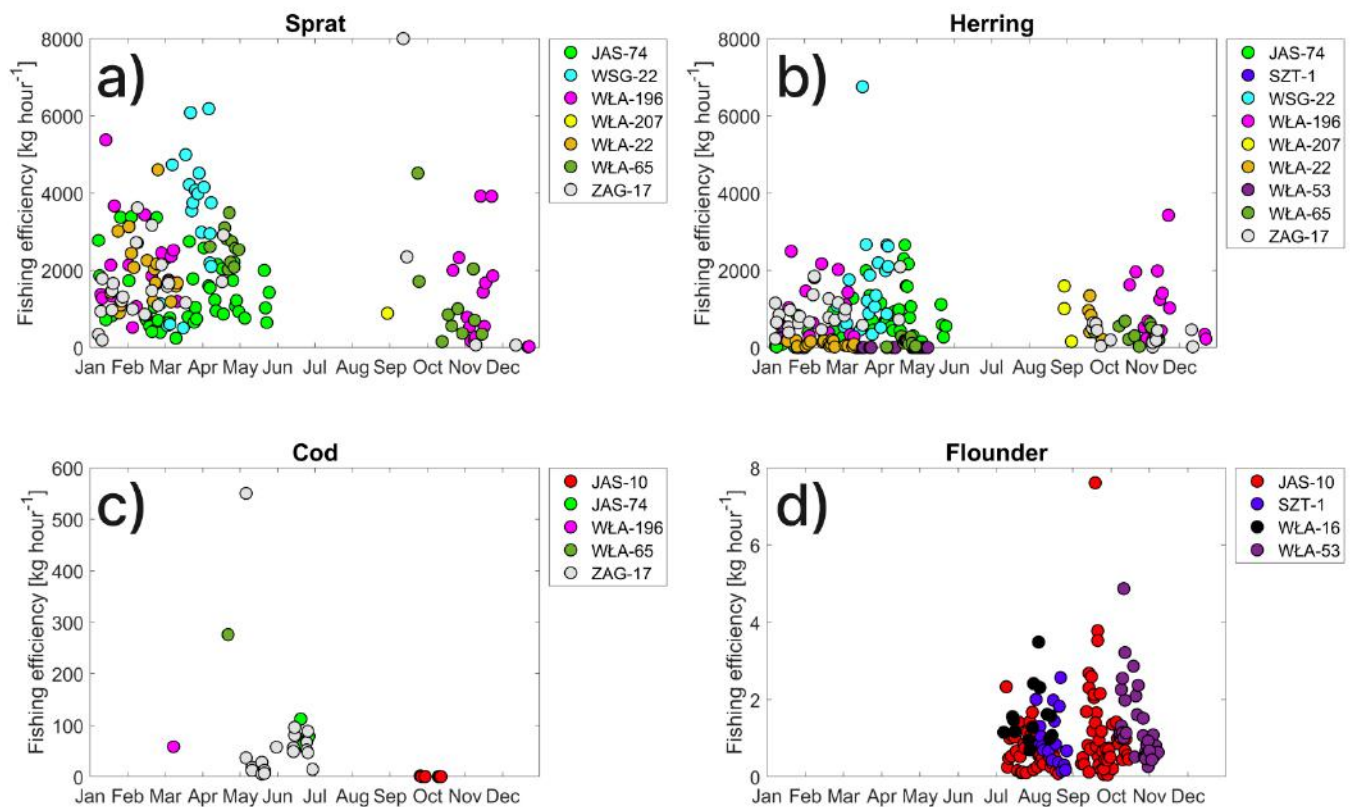 Sprat
a)
Fishing efficiency [kg hour⁻¹]
8000
6000
4000
2000
0
Jan Feb Mar Apr May Jun Jul Aug Sep Oct Nov Dec
JAS-74
WSG-22
WŁA-196
WŁA-207
WŁA-22
WŁA-65
ZAG-17
Herring
b)
Fishing efficiency [kg hour⁻¹]
8000
6000
4000
2000
0
Jan Feb Mar Apr May Jun Jul Aug Sep Oct Nov Dec
JAS-74
SZT-1
WSG-22
WŁA-196
WŁA-207
WŁA-22
WŁA-53
WŁA-65
ZAG-17
Cod
c)
Fishing efficiency [kg hour⁻¹]
600
500
400
300
200
100
0
Jan Feb Mar Apr May Jun Jul Aug Sep Oct Nov Dec
JAS-10
JAS-74
WŁA-196
WŁA-65
ZAG-17
Flounder
d)
Fishing efficiency [kg hour⁻¹]
8
6
4
2
0
Jan Feb Mar Apr May Jun Jul Aug Sep Oct Nov Dec
JAS-10
SZT-1
WŁA-16
WŁA-53